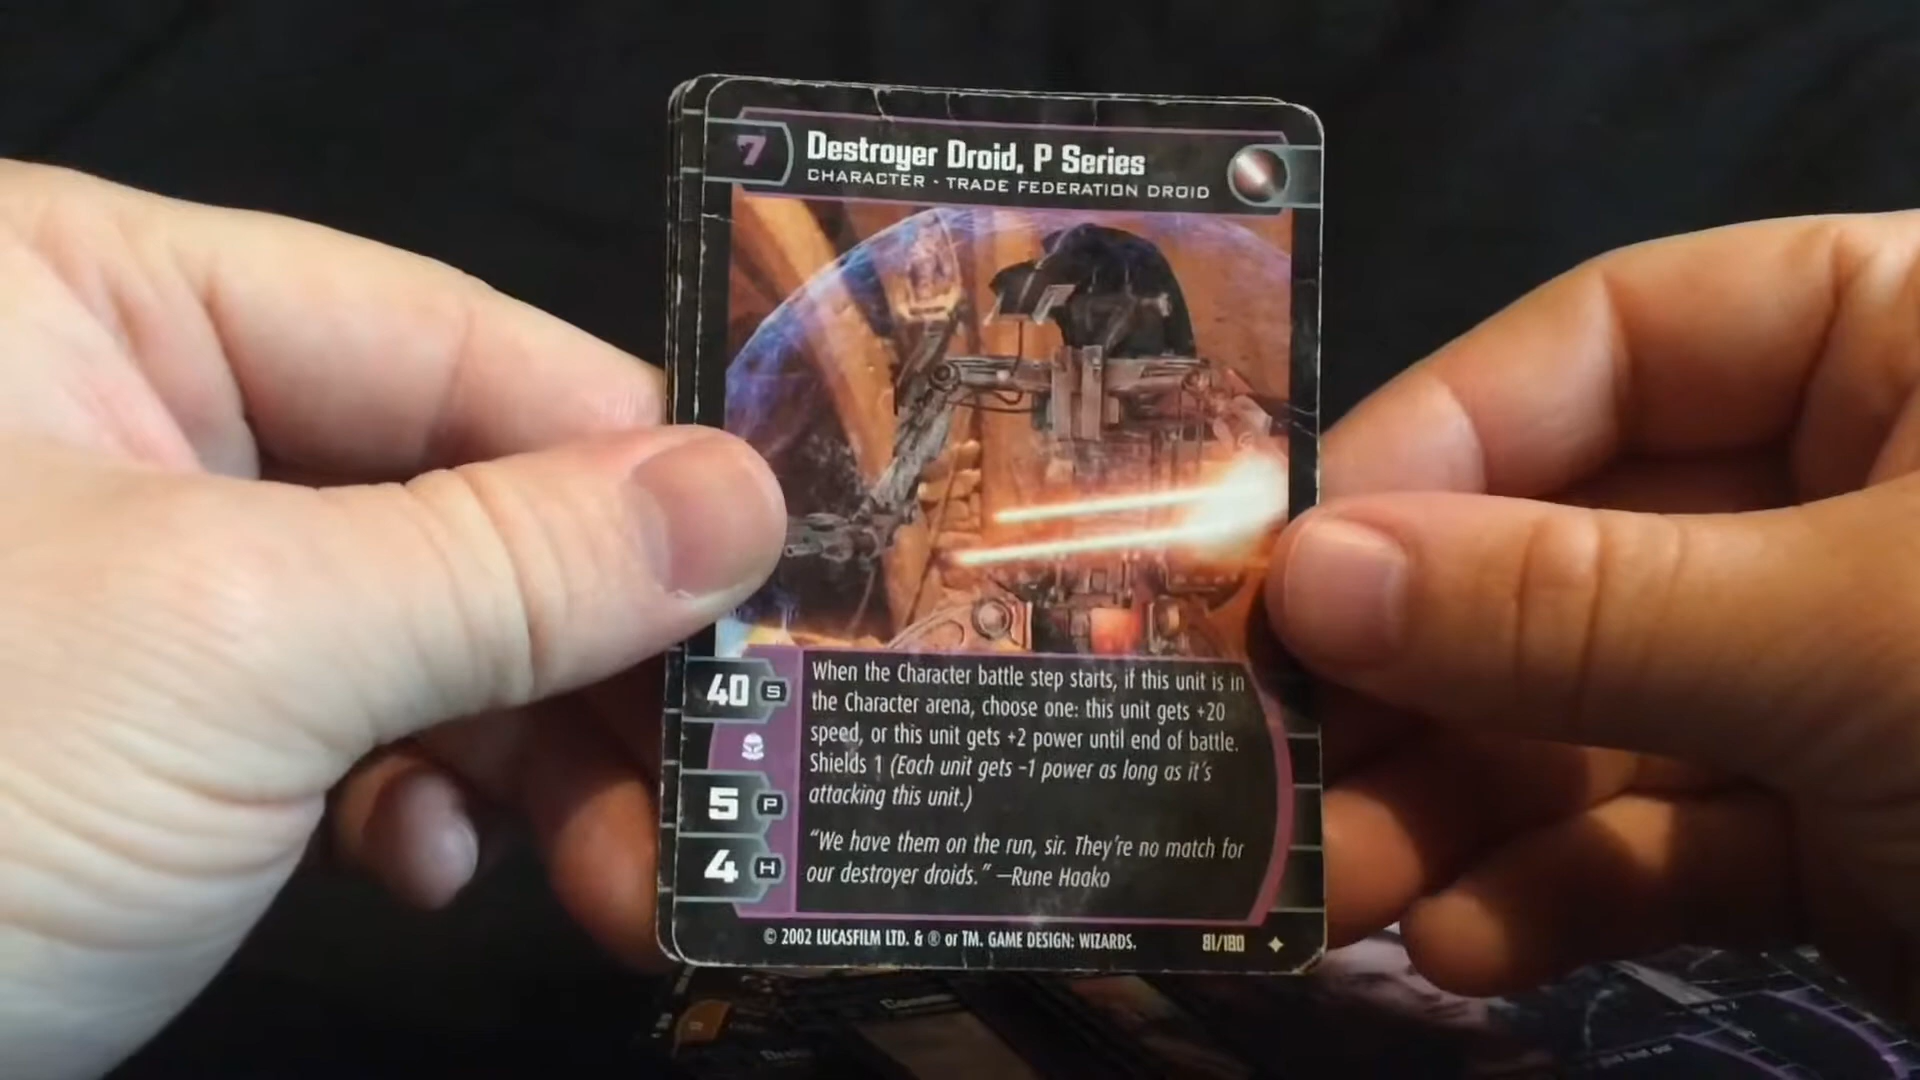 7
Destroyer Droid, P Series
CHARACTER - TRADE FEDERATION DROID
40 S
5 P
4 H
When the Character battle step starts, if this unit is in
the Character arena, choose one: this unit gets +20
speed, or this unit gets +2 power until end of battle.
Shields 1 (Each unit gets -1 power as long as it's
attacking this unit.)
"We have them on the run, sir. They're no match for
our destroyer droids." —Rune Haako
© 2002 LUCASFILM LTD. & ® or TM. GAME DESIGN: WIZARDS.
81/180